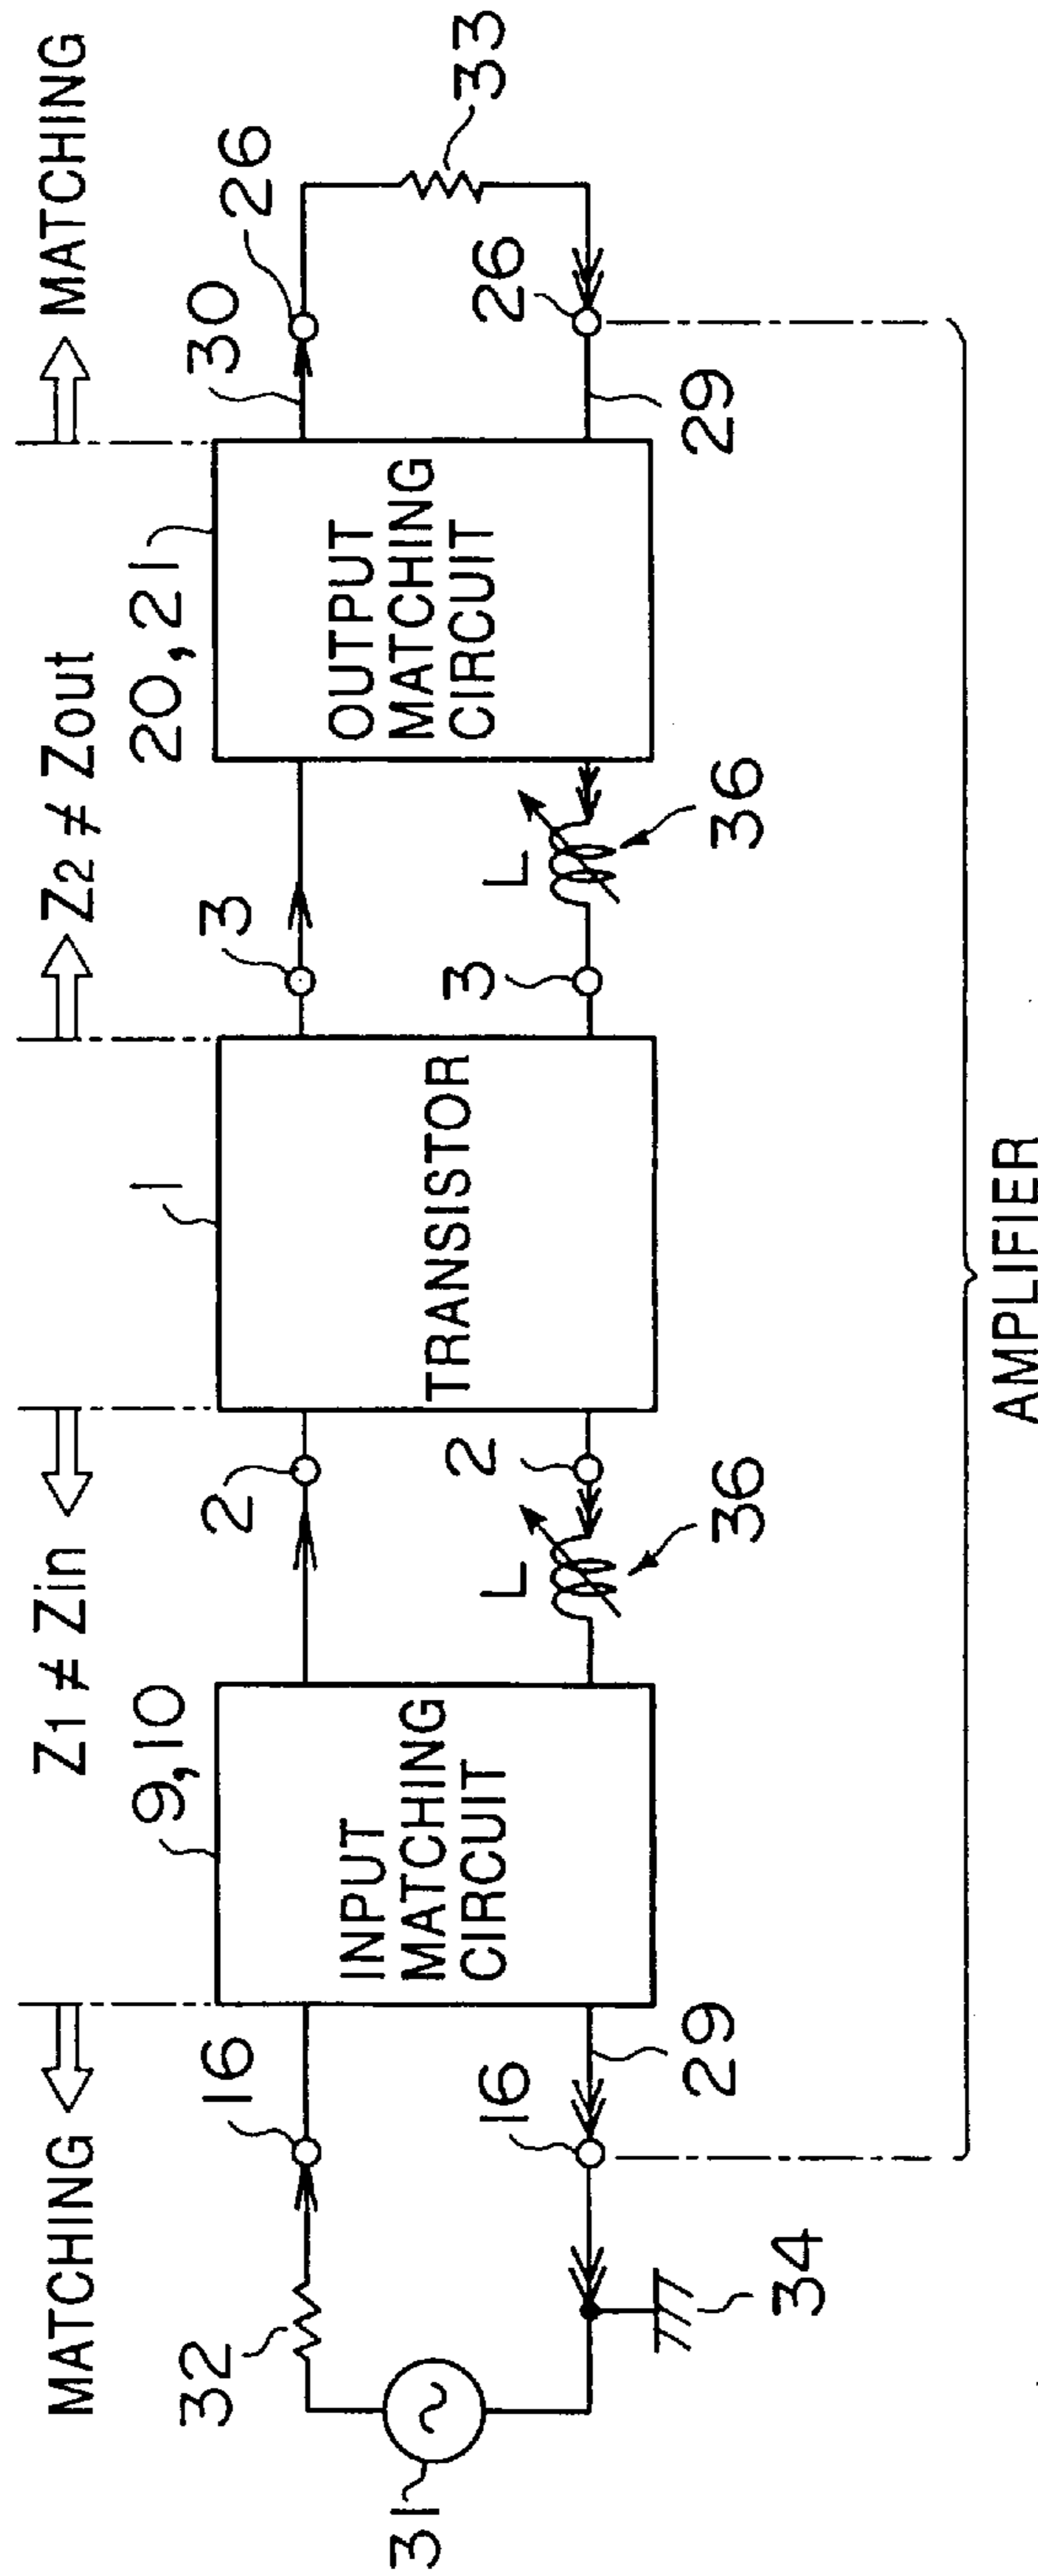 MATCHING
Z1 ≠ Zin
Z2 ≠ Zout
MATCHING
9, 10
1
20, 21
32
16
2
3
30
26
31
INPUT
MATCHING
CIRCUIT
TRANSISTOR
OUTPUT
MATCHING
CIRCUIT
33
16
L
2
3
L
26
34
29
36
36
29
AMPLIFIER